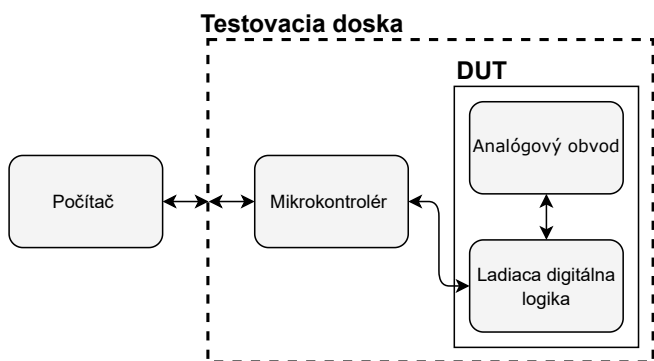 Testovacia doska
DUT
Analógový obvod
Počítač
Mikrokontrolér
Ladiaca digitálna
logika